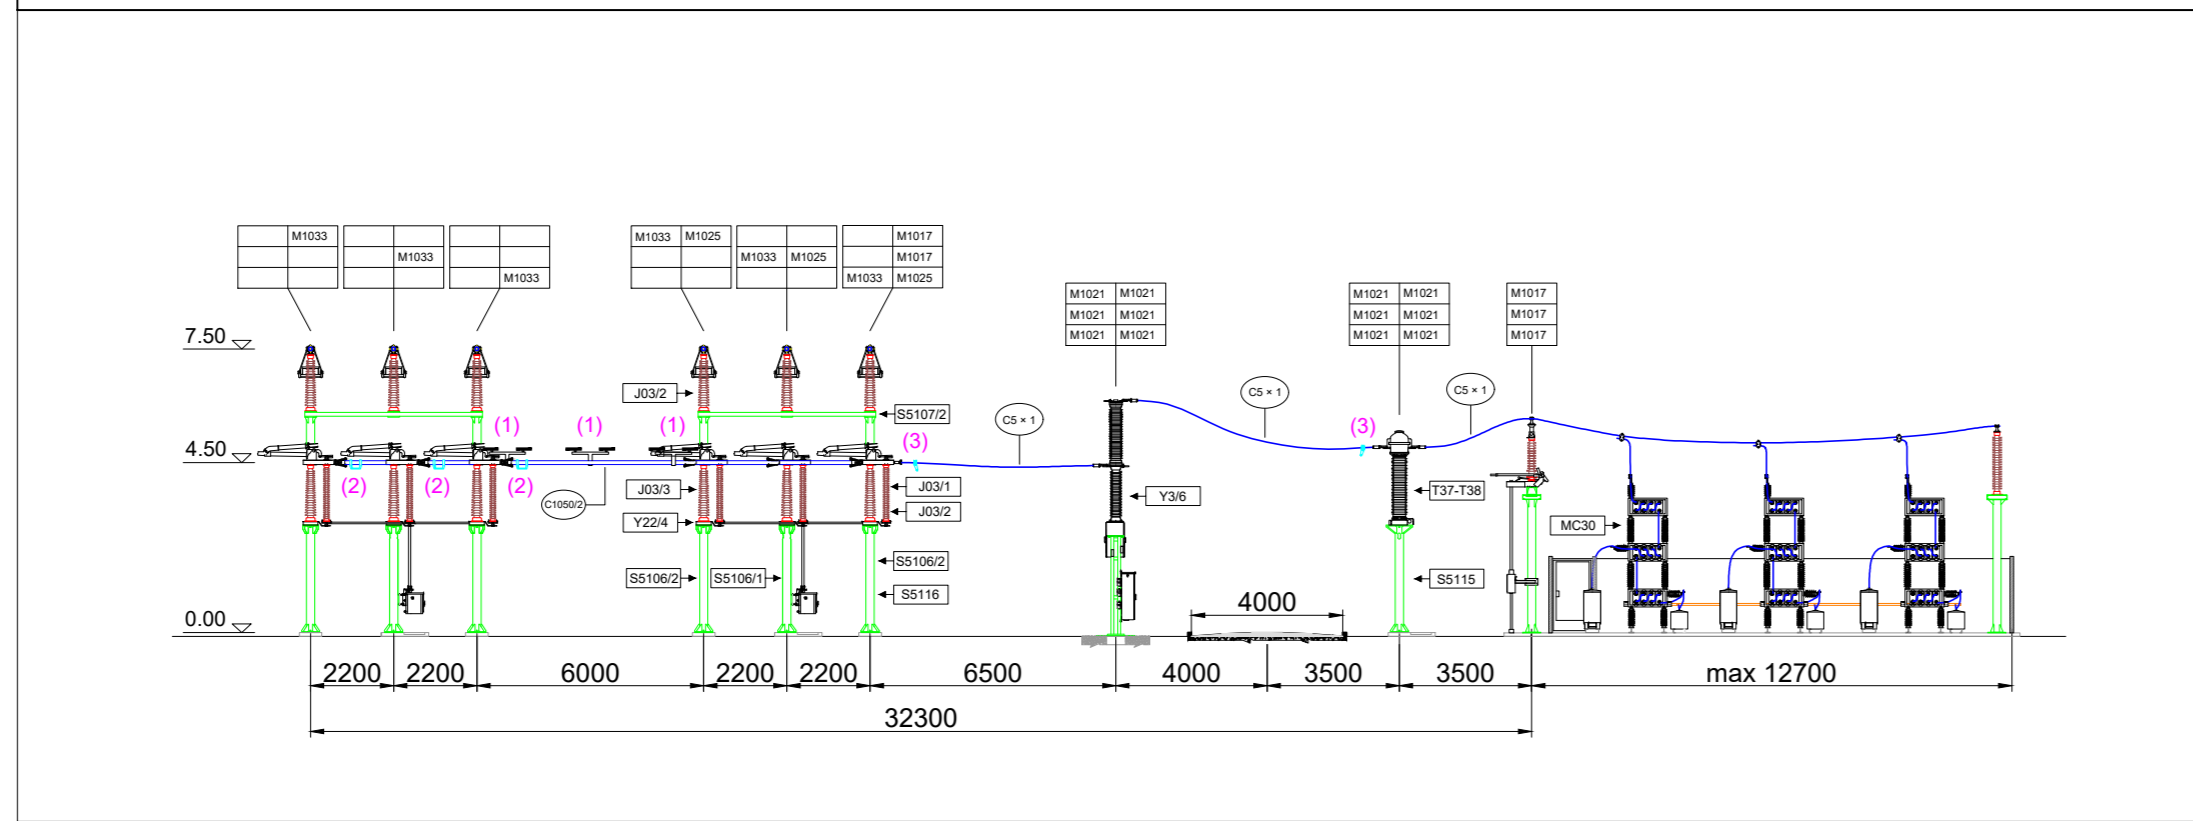 M1033
M1033
M1033
M1033 M1025
M1033 M1025
M1017
M1017
M1033 M1025
M1021 M1021
M1021 M1021
M1021 M1021
M1021 M1021
M1021 M1021
M1021 M1021
M1017
M1017
M1017
7.50
J03/2
S5107/2
C5 × 1
C5 × 1
C5 × 1
(1) (1) (1) (3) (3)
4.50
(2) (2) (2)
C1050/2
J03/3
J03/1
J03/2
Y22/4
Y3/6
T37-T38
MC30
S5106/2
S5106/2 S5106/1
S5116
S5115
0.00
4000
2200 2200 6000 2200 2200 6500 4000 3500 3500 max 12700
32300